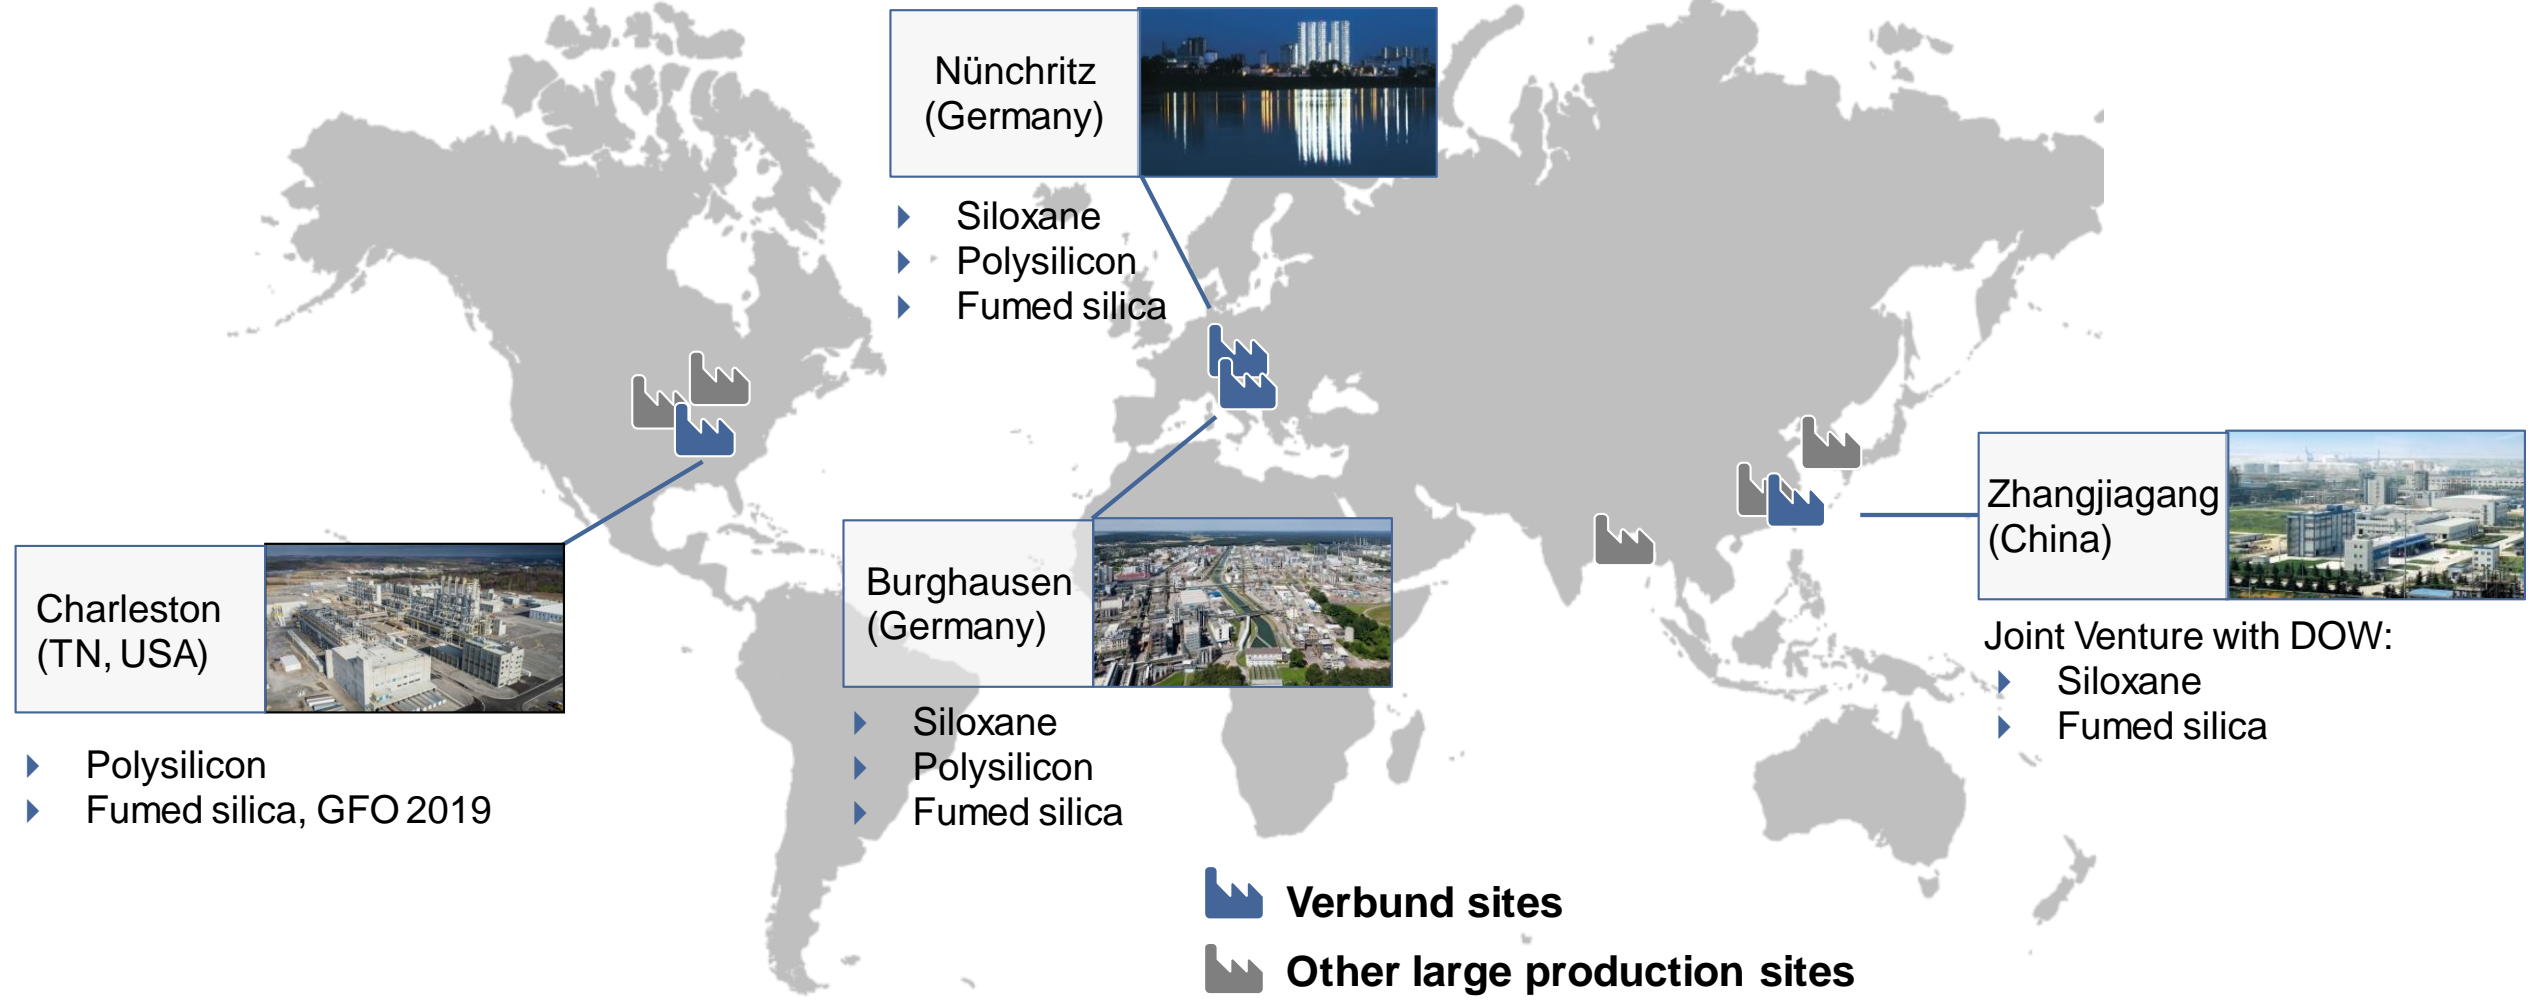 Nünchritz
(Germany)
Siloxane
Polysilicon
Fumed silica
Charleston
(TN, USA)
Polysilicon
Fumed silica, GFO 2019
Burghausen
(Germany)
Siloxane
Polysilicon
Fumed silica
Zhangjiagang
(China)
Joint Venture with DOW:
Siloxane
Fumed silica
Verbund sites
Other large production sites